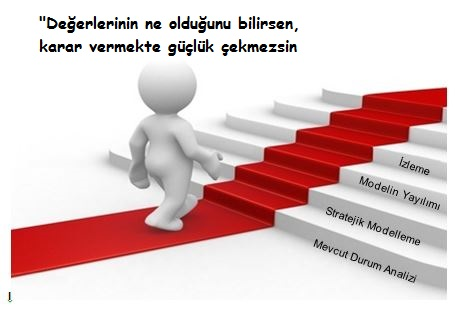 "Değerlerinin ne olduğunu bilirsen,
karar vermekte güçlük çekmezsin
İzleme
Modelin Yayılımı
Stratejik Modelleme
Mevcut Durum Analizi